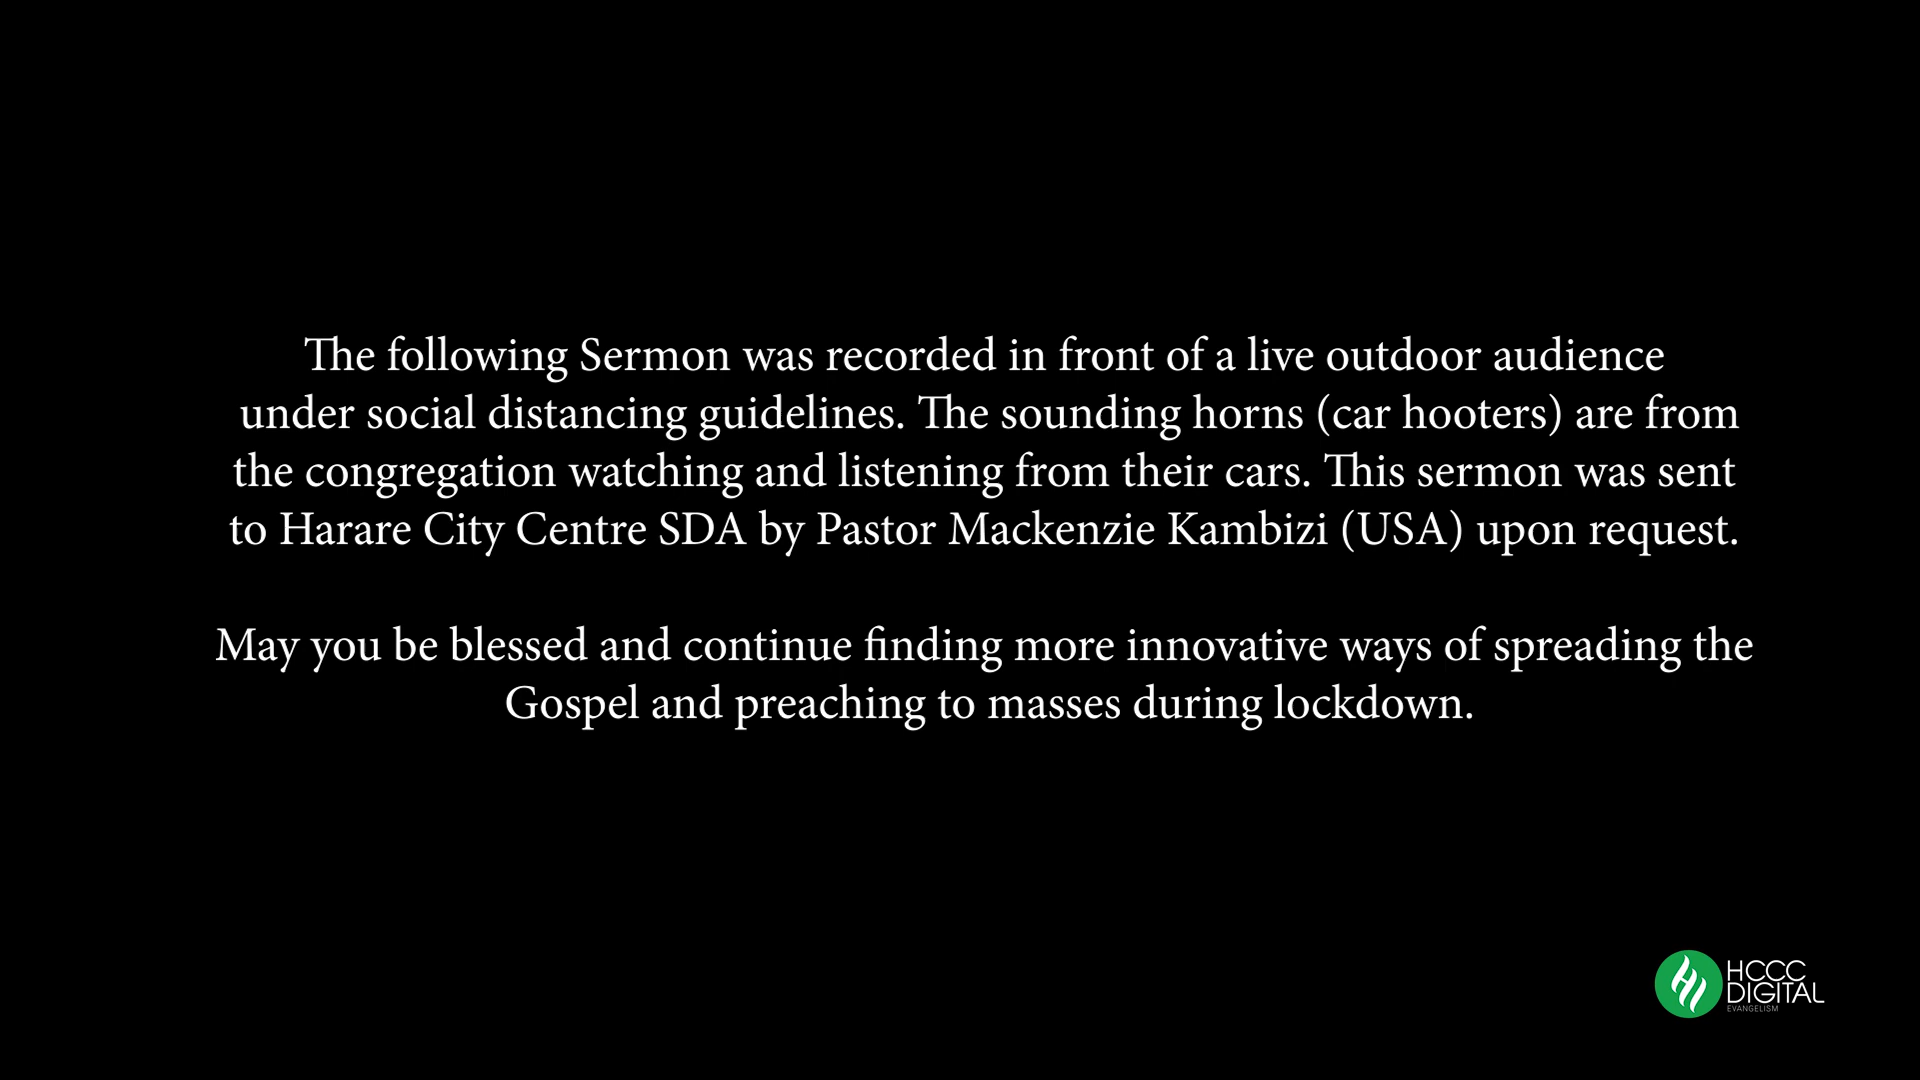 The following Sermon was recorded in front of a live outdoor audience
under social distancing guidelines. The sounding horns (car hooters) are from
the congregation watching and listening from their cars. This sermon was sent
to Harare City Centre SDA by Pastor Mackenzie Kambizi (USA) upon request.
May you be blessed and continue finding more innovative ways of spreading the
Gospel and preaching to masses during lockdown.
HCCC
DIGITAL
EVANGELISM